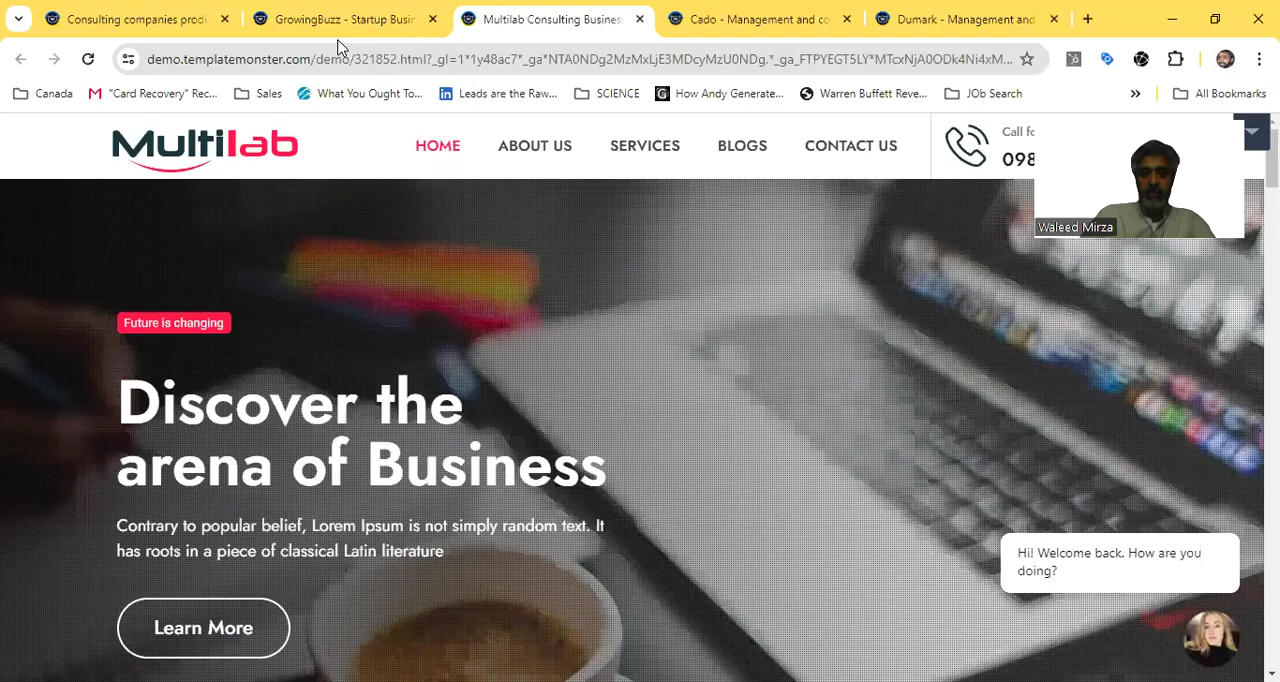 Consulting companies produ
GrowingBuzz - Startup Busin
Multilab Consulting Business
Cado - Management and co
Dumark - Management and
demo.templatemonster.com/demo/321852.html?_gl=1*1y48ac7*_ga*NTA0NDg2MzMxLjE3MDcyMzU0NDg.*_ga_FTPYEGT5LY*MTcxNjA0ODk4Ni4xM...
Canada
"Card Recovery" Rec...
Sales
What You Ought To...
Leads are the Raw...
SCIENCE
How Andy Generate...
Warren Buffett Reve...
JOb Search
All Bookmarks
Multilab
HOME
ABOUT US
SERVICES
BLOGS
CONTACT US
Call fo
098
Waleed Mirza
Future is changing
Discover the
arena of Business
Contrary to popular belief, Lorem Ipsum is not simply random text. It
has roots in a piece of classical Latin literature
Learn More
Hi! Welcome back. How are you
doing?